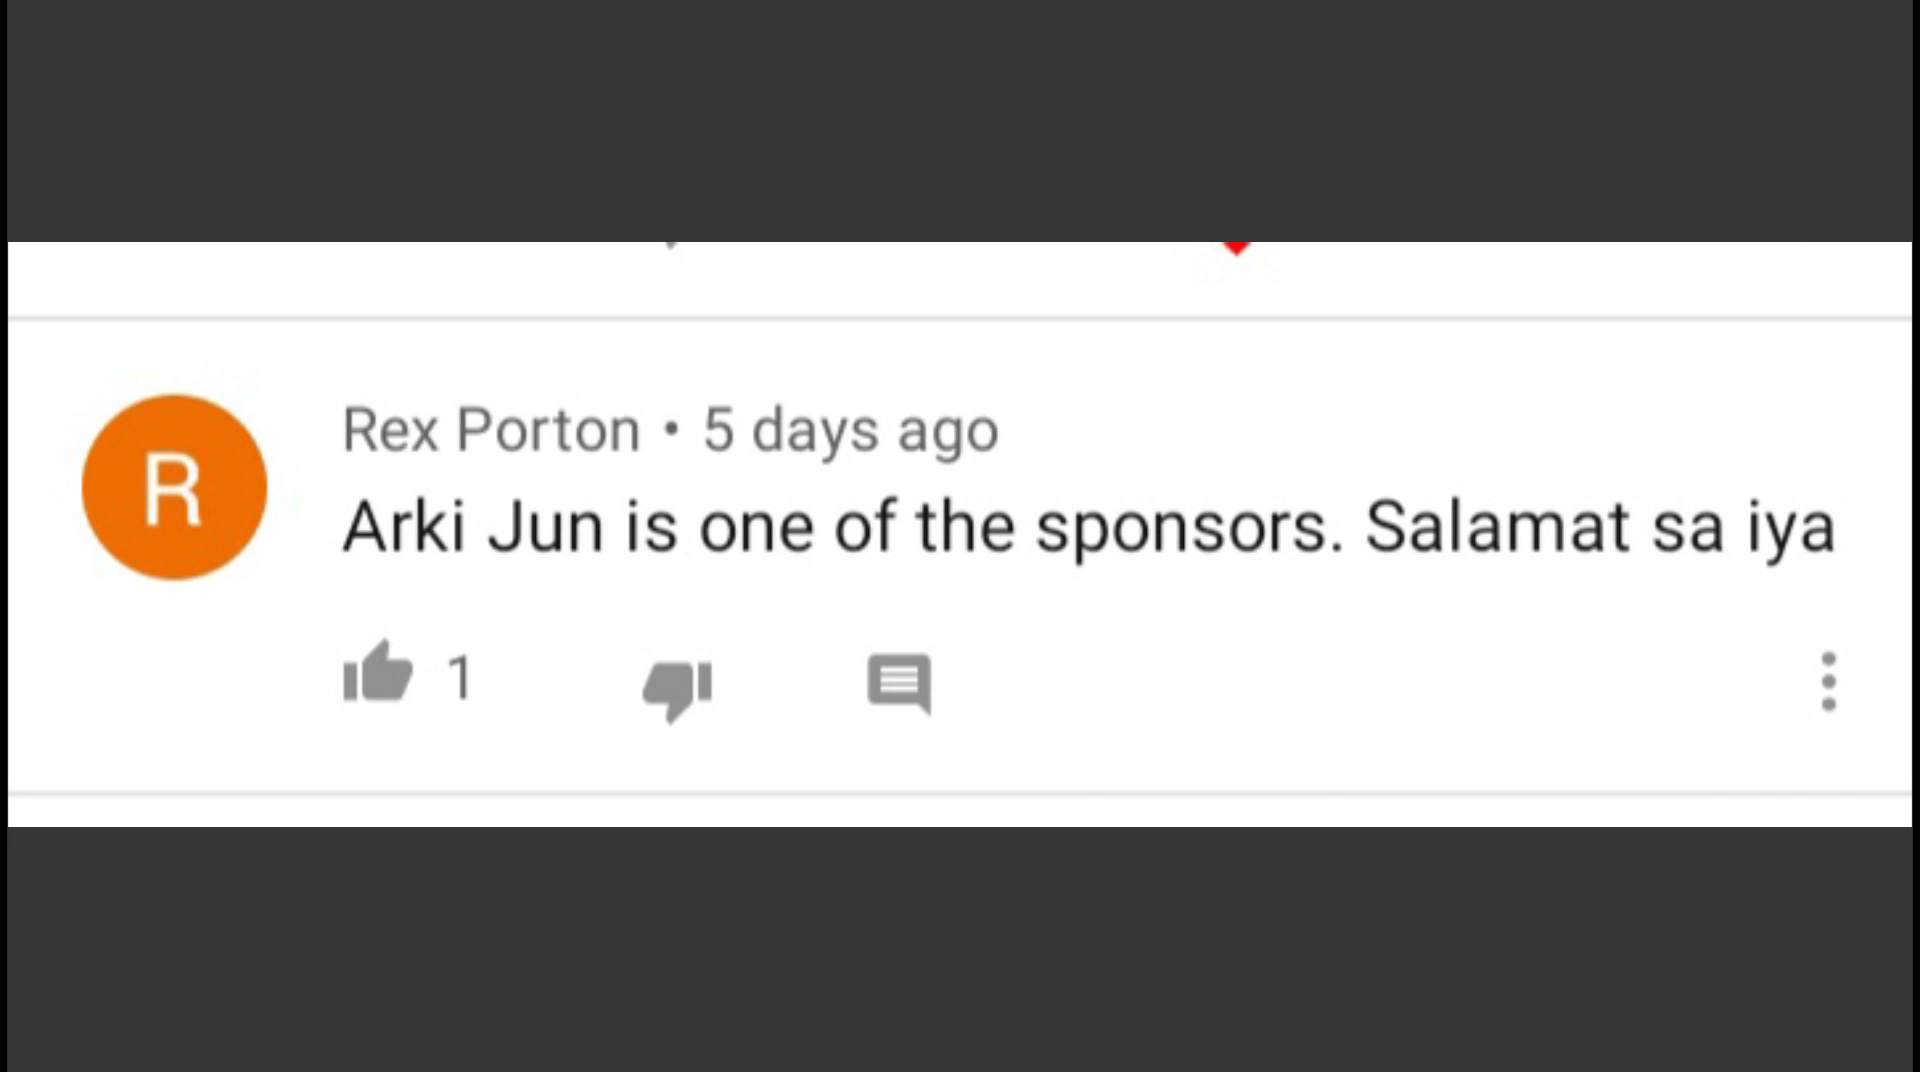 R
Rex Porton • 5 days ago
Arki Jun is one of the sponsors. Salamat sa iya
1